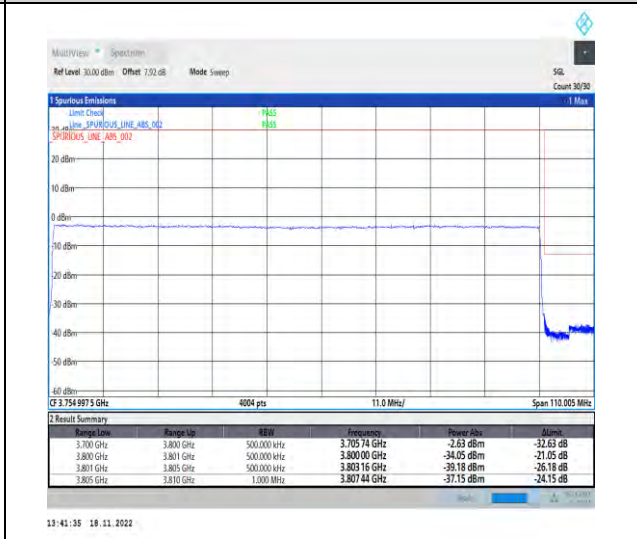 MultiView Spectrum
Ref Level 30.00 dBm Offset 7.92 dB Mode Sweep SGL
Count 30/30
1 Spurious Emissions 1 Max
Limit Check PASS
Line _SPURIOUS_LINE_ABS_002 PASS
_SPURIOUS_LINE_ABS_002
20 dBm
10 dBm
0 dBm
-10 dBm
-20 dBm
-30 dBm
-40 dBm
-50 dBm
-60 dBm
CF 3.754 997 5 GHz 4004 pts 11.0 MHz/ Span 110.005 MHz
2 Result Summary
Range Low Range Up RBW Frequency Power Abs ΔLimit
3.700 GHz 3.800 GHz 500.000 kHz 3.705 74 GHz -2.63 dBm -32.63 dB
3.800 GHz 3.801 GHz 500.000 kHz 3.800 00 GHz -34.05 dBm -21.05 dB
3.801 GHz 3.805 GHz 500.000 kHz 3.803 16 GHz -39.18 dBm -26.18 dB
3.805 GHz 3.810 GHz 1.000 MHz 3.807 44 GHz -37.15 dBm -24.15 dB
13:41:35 18.11.2022